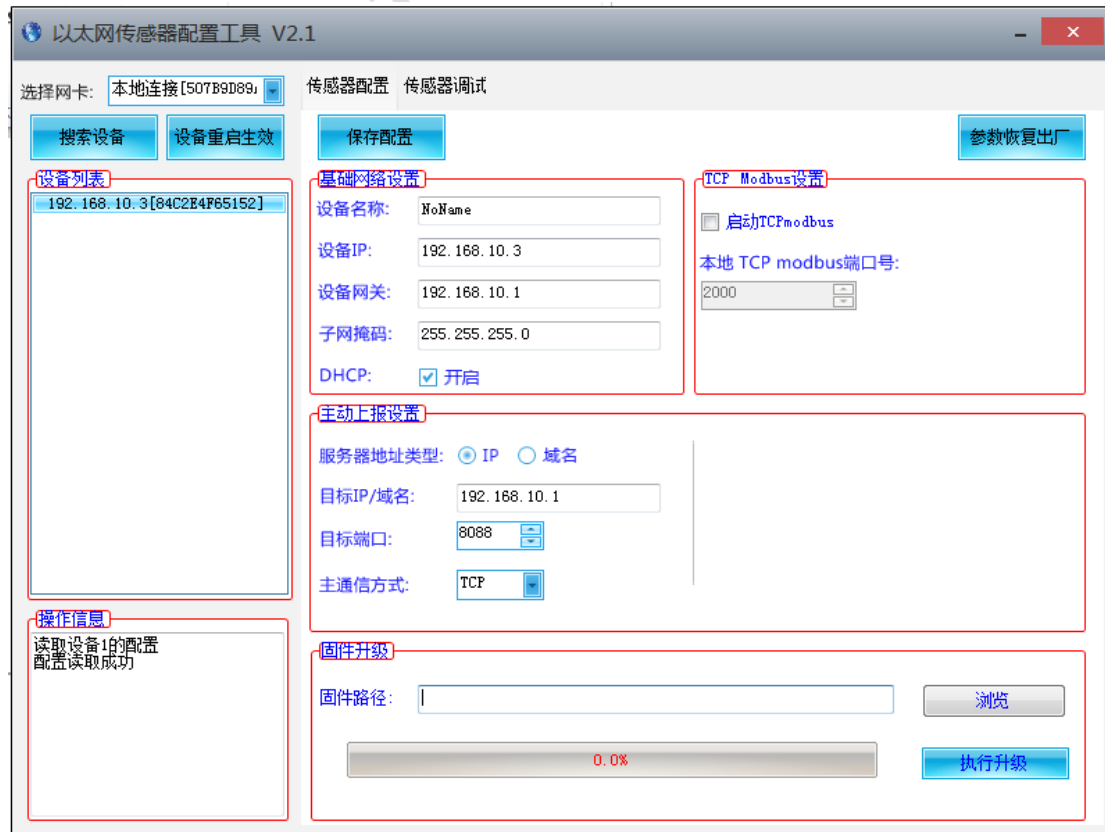 以太网传感器配置工具 V2.1
选择网卡: 本地连接[507B9D89
传感器配置 传感器调试
搜索设备 设备重启生效 保存配置 参数恢复出厂
设备列表
192.168.10.3[84C2E4F65152]
基础网络设置
设备名称: NoName
设备IP: 192.168.10.3
设备网关: 192.168.10.1
子网掩码: 255.255.255.0
DHCP: 开启
TCP Modbus设置
启动TCPmodbus
本地 TCP modbus端口号:
2000
主动上报设置
服务器地址类型: IP 域名
目标IP/域名: 192.168.10.1
目标端口: 8088
主通信方式: TCP
操作信息
读取设备1的配置
配置读取成功
固件升级
固件路径: 浏览
0.0% 执行升级